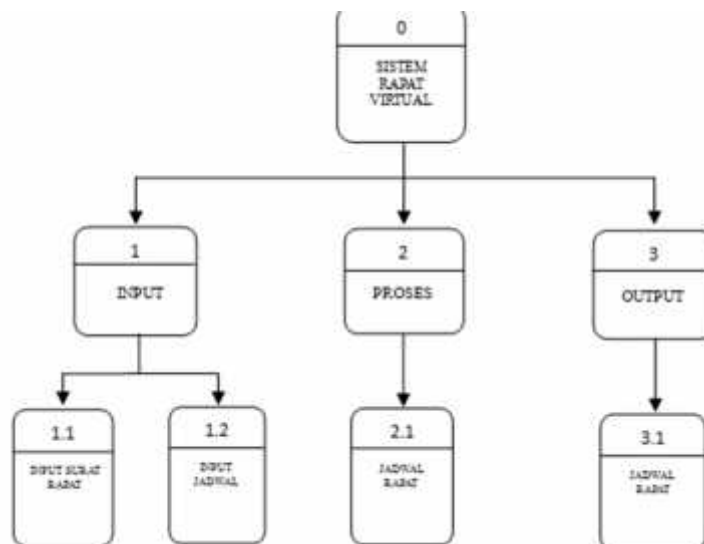 0
SISTEM
RAPAT
VIRTUAL
1
INPUT
2
PROSES
3
OUTPUT
1.1
INPUT SURAT
RAPAT
1.2
INPUT
JADWAL
2.1
JADWAL
RAPAT
3.1
JADWAL
RAPAT